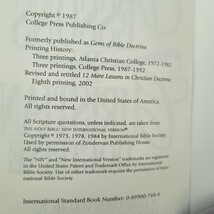 Copyright © 1987
College Press Publishing Co.
Formerly published as Gems of Bible Doctrine
Printing History:
Three printings, Atlanta Christian College, 1972-1982
Three printings, College Press, 1987-1992
Revised and retitled 12 More Lessons in Christian Doctrine
Eighth printing, 2002
Printed and bound in the United States of America.
All rights reserved.
All Scripture quotations, unless indicated, are taken from
THE HOLY BIBLE: NEW INTERNATIONAL VERSION®.
Copyright © 1973, 1978, 1984 by International Bible Society.
Used by permission of Zondervan Publishing House.
All rights reserved.
The "NIV" and "New International Version" trademarks are registered
in the United States Patent and Trademark Office by International
Bible Society. Use of either trademark requires the permission of
International Bible Society.
International Standard Book Number: 0-89900-768-6